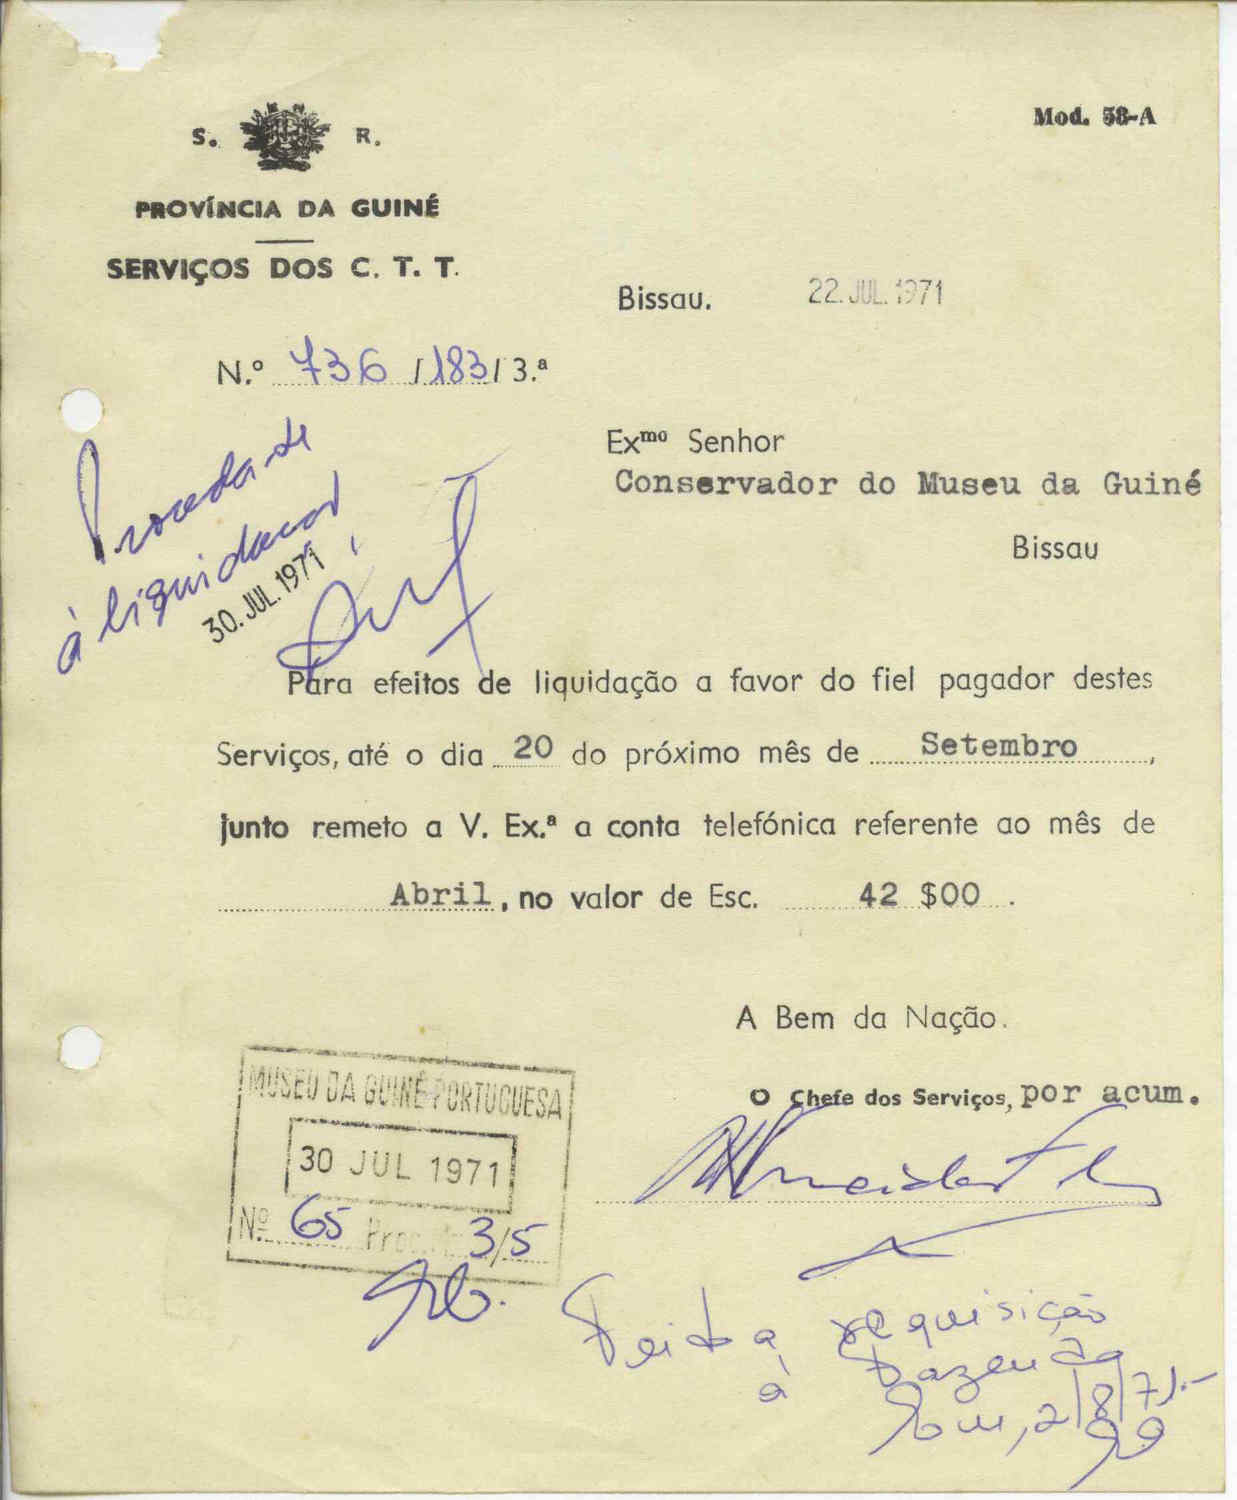 Mod. 58-A
S. R.
PROVÍNCIA DA GUINÉ
SERVIÇOS DOS C. T. T.
Bissau. 22. JUL. 1971
N.º 736 / 183 / 3.ª
Proceda-se
à liquidação
30. JUL. 1971
Exmo Senhor
Conservador do Museu da Guiné
Bissau
Para efeitos de liquidação a favor do fiel pagador destes
Serviços, até o dia 20 do próximo mês de Setembro,
junto remeto a V. Ex.ª a conta telefónica referente ao mês de
Abril, no valor de Esc. 42 $00.
A Bem da Nação.
O Chefe dos Serviços, por acum.
MUSEU DA GUINÉ PORTUGUESA
30 JUL 1971
Nº 65 3/5
Feita a requisição
à Fazenda
Em, 2/8/71.-